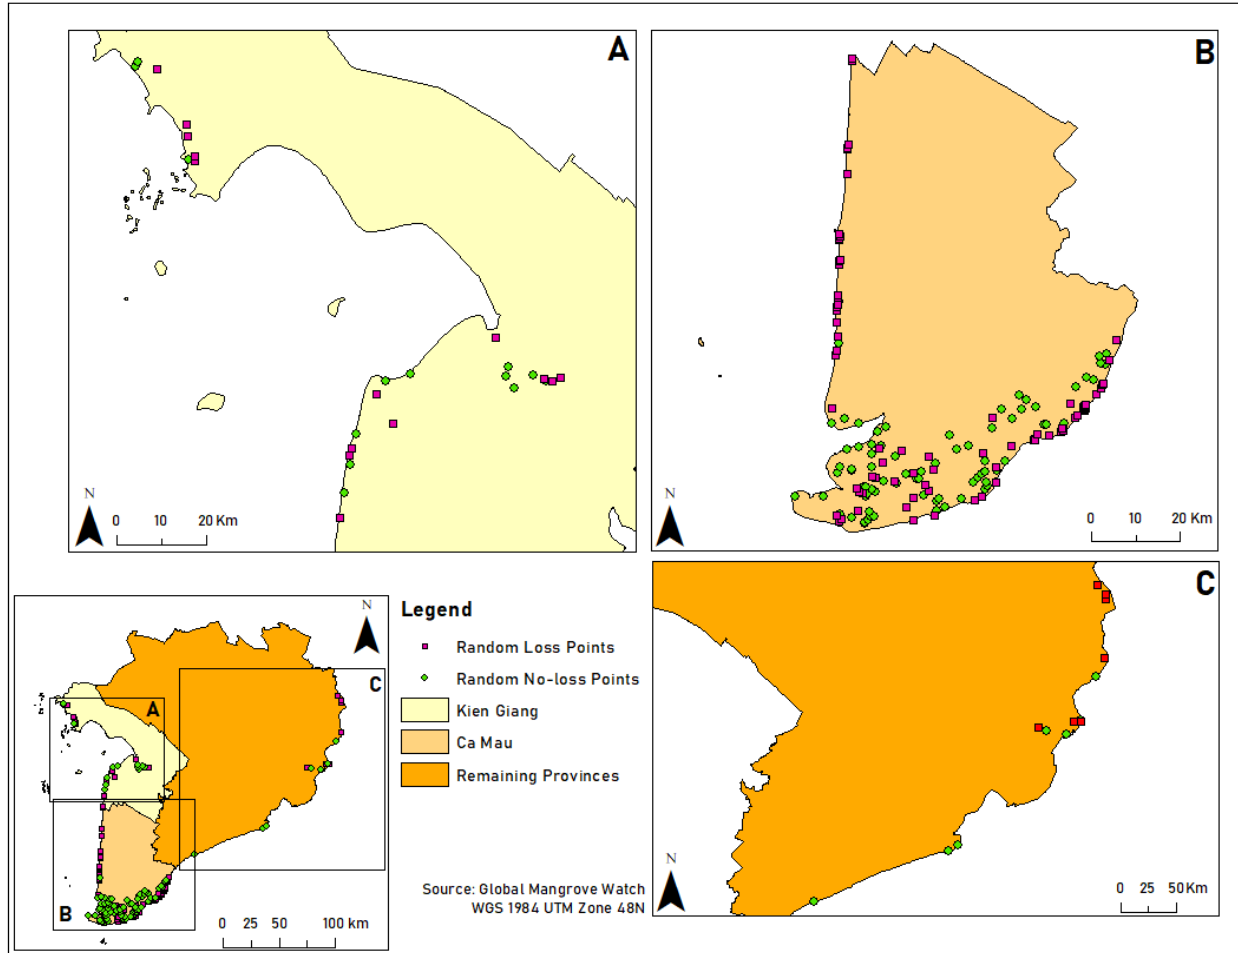 A
N
0 10 20 Km
B
N
0 10 20 Km
C
N
0 25 50 Km
N
A
B
C
0 25 50 100 km
Legend
Random Loss Points
Random No-loss Points
Kien Giang
Ca Mau
Remaining Provinces
Source: Global Mangrove Watch
WGS 1984 UTM Zone 48N